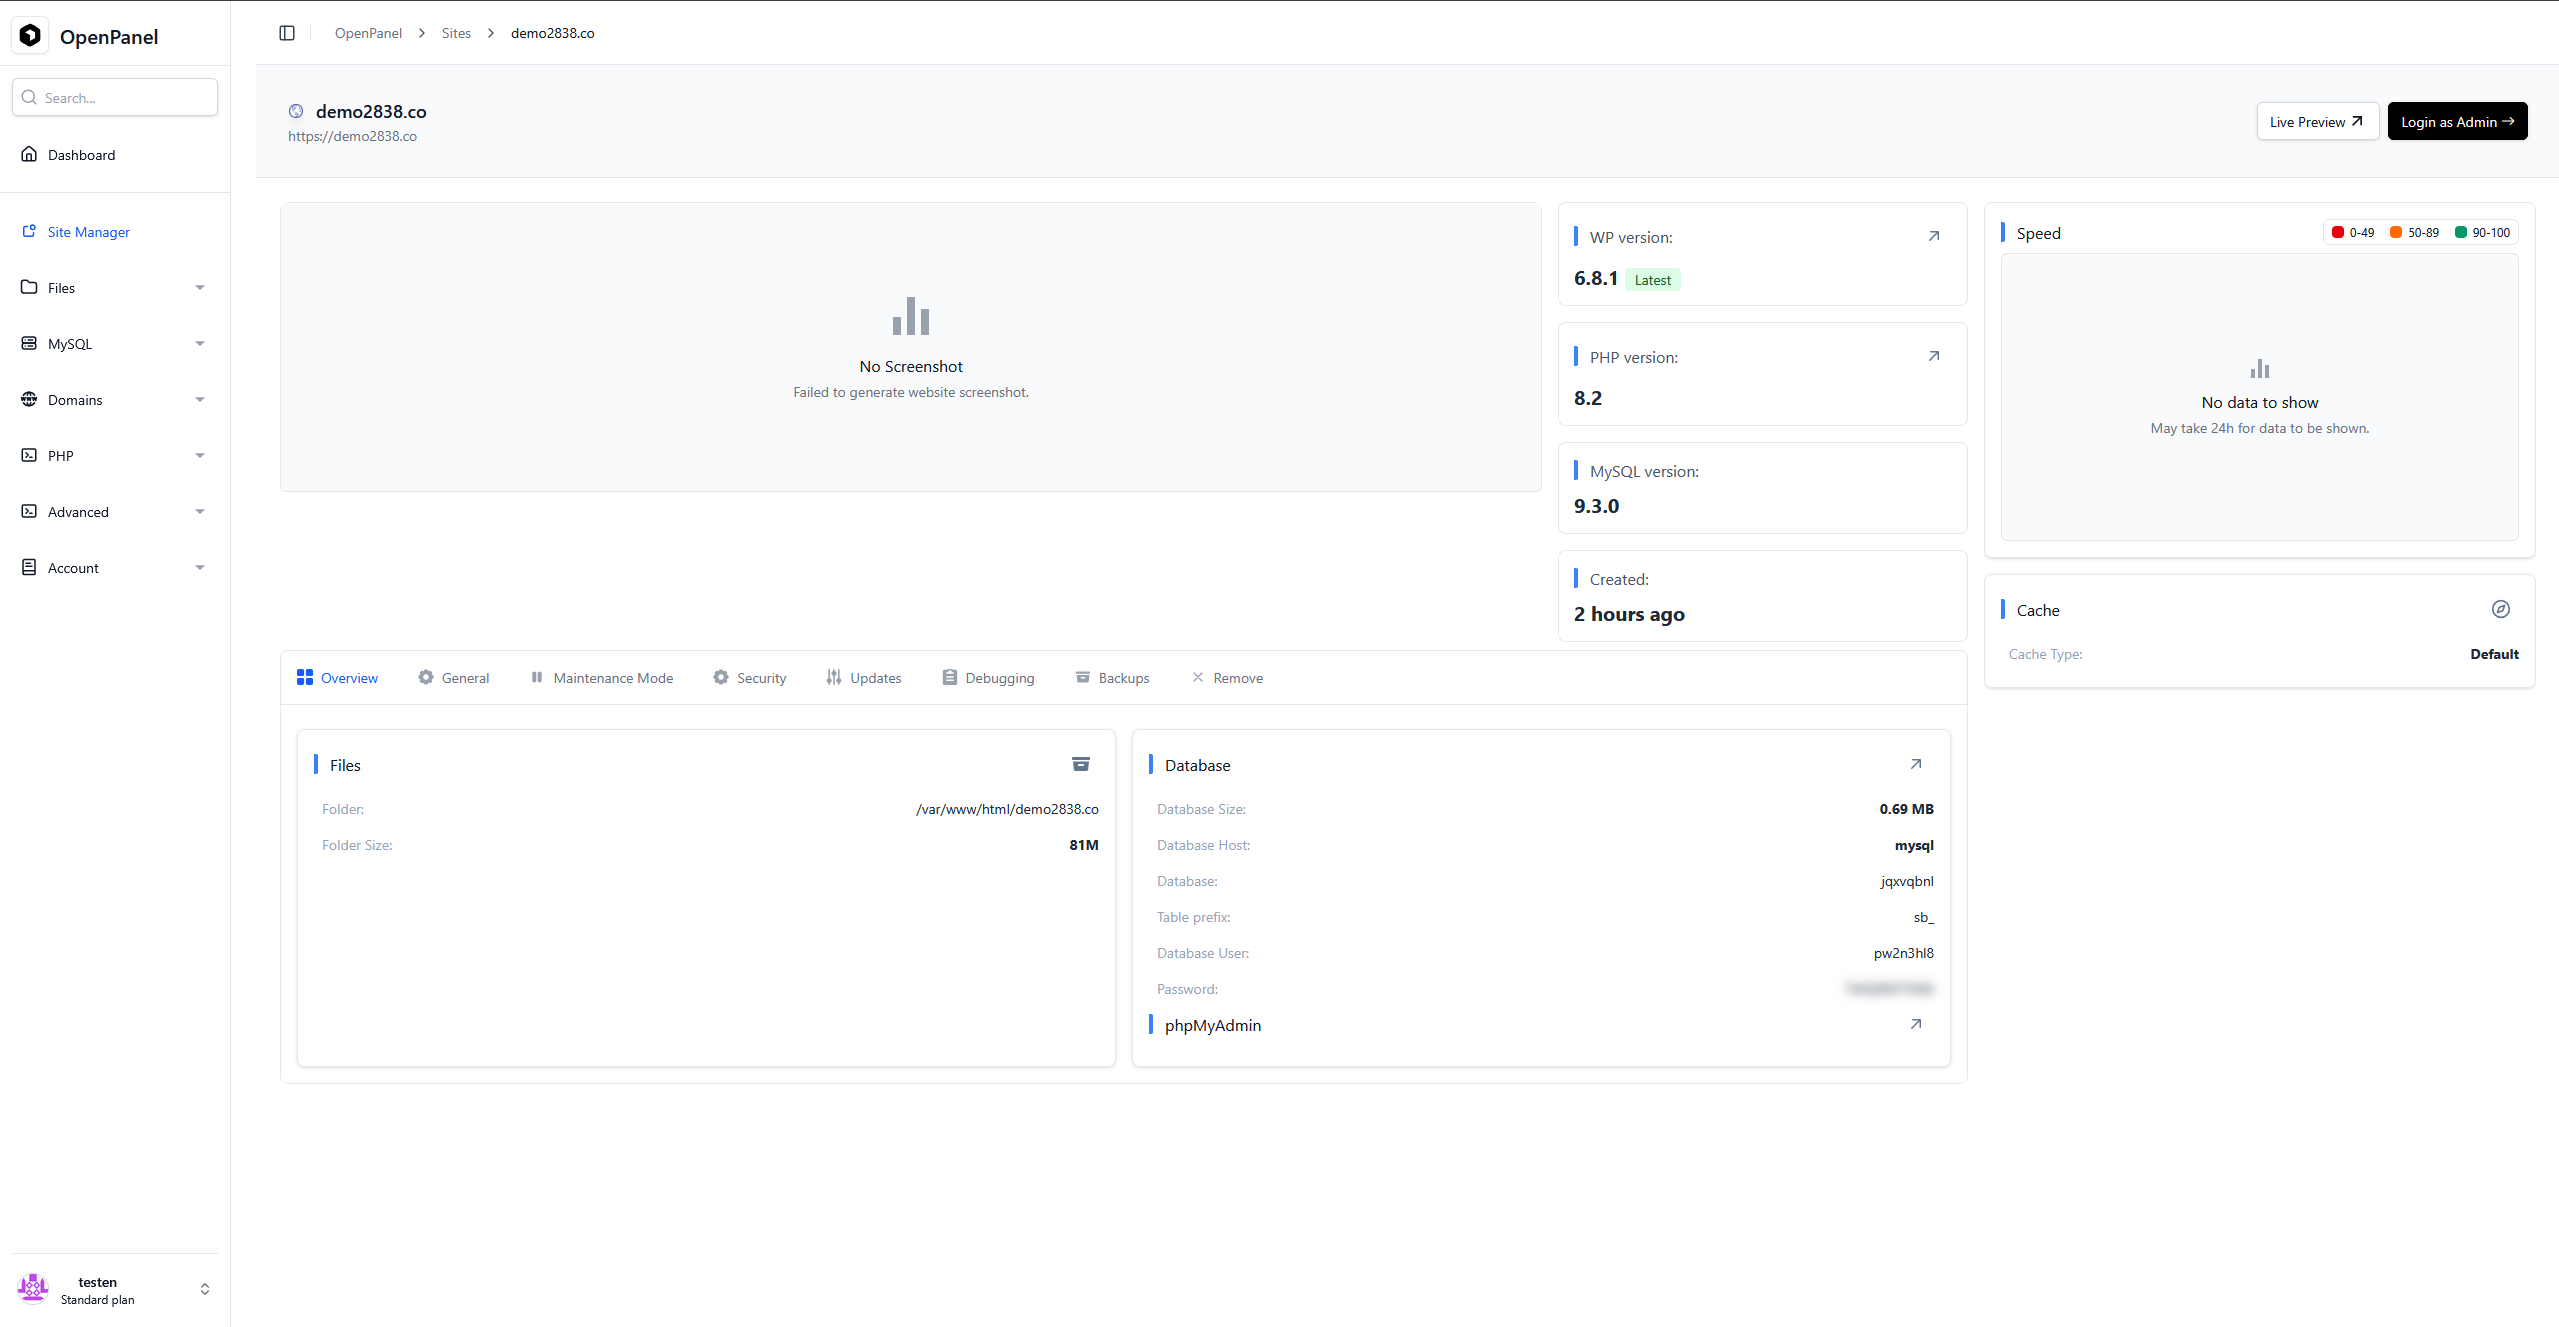 OpenPanel
Search...
Dashboard
Site Manager
Files
MySQL
Domains
PHP
Advanced
Account
testen
Standard plan
OpenPanel > Sites > demo2838.co
demo2838.co
https://demo2838.co
Live Preview
Login as Admin
No Screenshot
Failed to generate website screenshot.
WP version:
6.8.1 Latest
PHP version:
8.2
MySQL version:
9.3.0
Created:
2 hours ago
Speed 0-49 50-89 90-100
No data to show
May take 24h for data to be shown.
Cache
Cache Type: Default
Overview General Maintenance Mode Security Updates Debugging Backups Remove
Files
Folder: /var/www/html/demo2838.co
Folder Size: 81M
Database
Database Size: 0.69 MB
Database Host: mysql
Database: jqxvqbnl
Table prefix: sb_
Database User: pw2n3hl8
Password:
phpMyAdmin